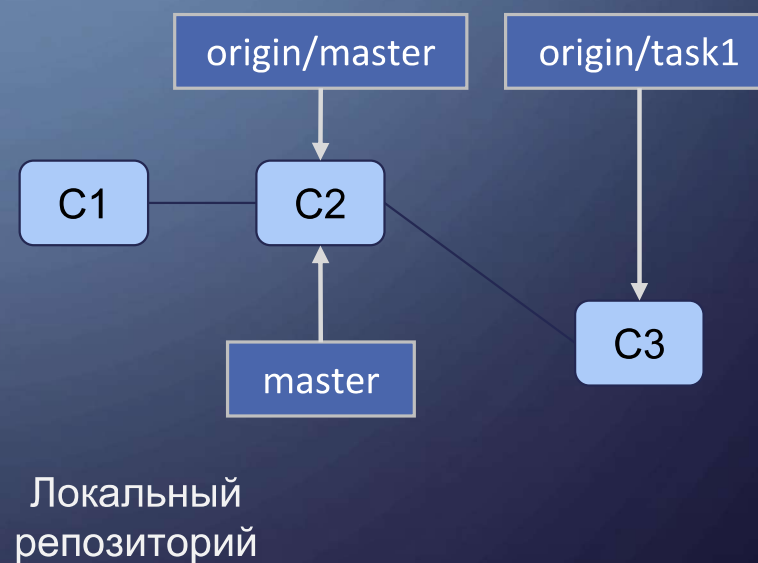 origin/master
origin/task1
C1
C2
C3
master
Локальный
репозиторий